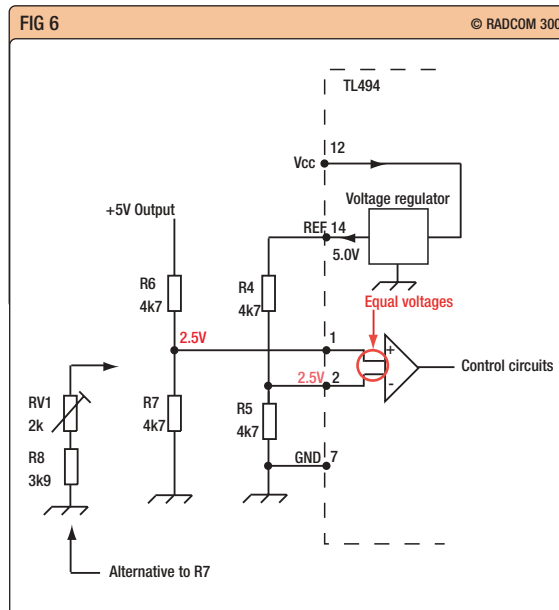 FIG 6
© RADCOM 300
TL494
12
Vcc
Voltage regulator
+5V Output
REF 14
5.0V
R6
4k7
R4
4k7
Equal voltages
2.5V
1
+
Control circuits
2.5V 2
-
RV1
2k
R7
4k7
R5
4k7
R8
3k9
GND 7
Alternative to R7